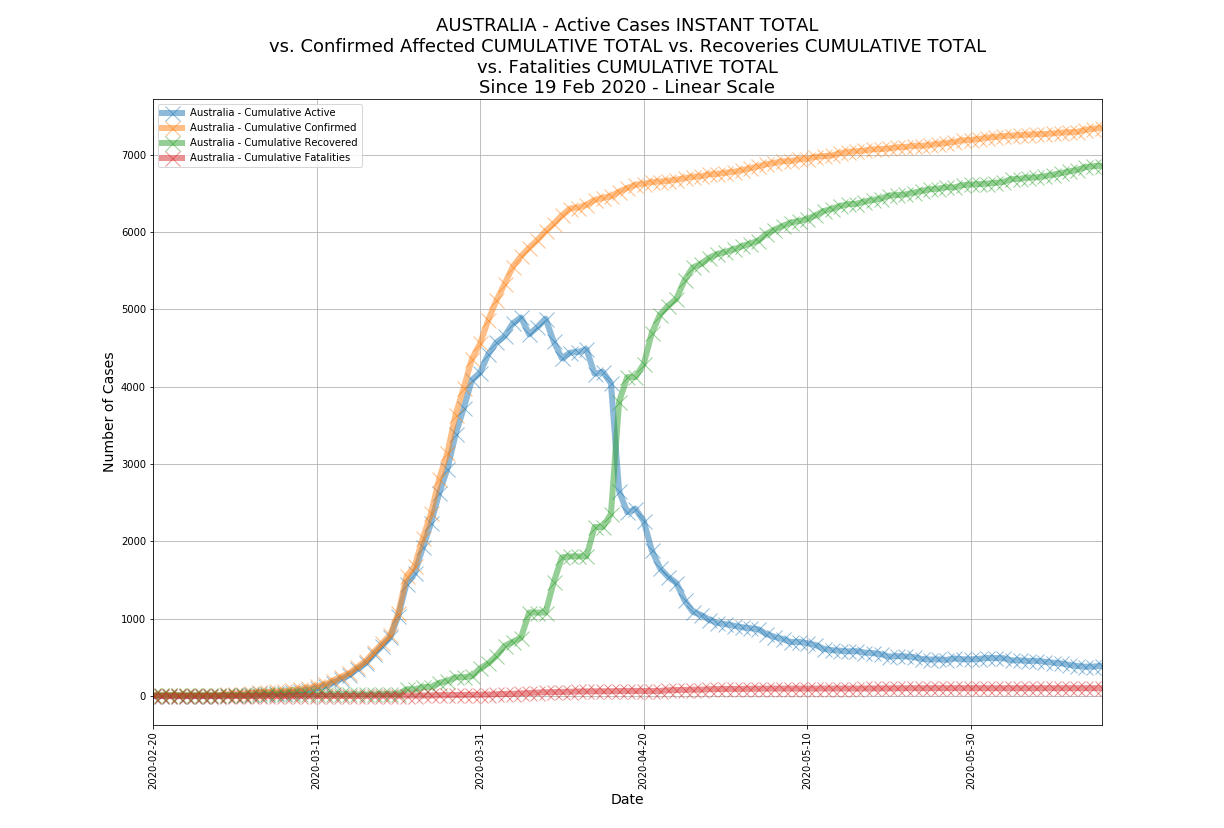 AUSTRALIA - Active Cases INSTANT TOTAL
vs. Confirmed Affected CUMULATIVE TOTAL vs. Recoveries CUMULATIVE TOTAL
vs. Fatalities CUMULATIVE TOTAL
Since 19 Feb 2020 - Linear Scale
Australia - Cumulative Active
Australia - Cumulative Confirmed
Australia - Cumulative Recovered
Australia - Cumulative Fatalities
Number of Cases
7000
6000
5000
4000
3000
2000
1000
0
2020-02-20
2020-03-11
2020-03-31
2020-04-20
2020-05-10
2020-05-30
Date